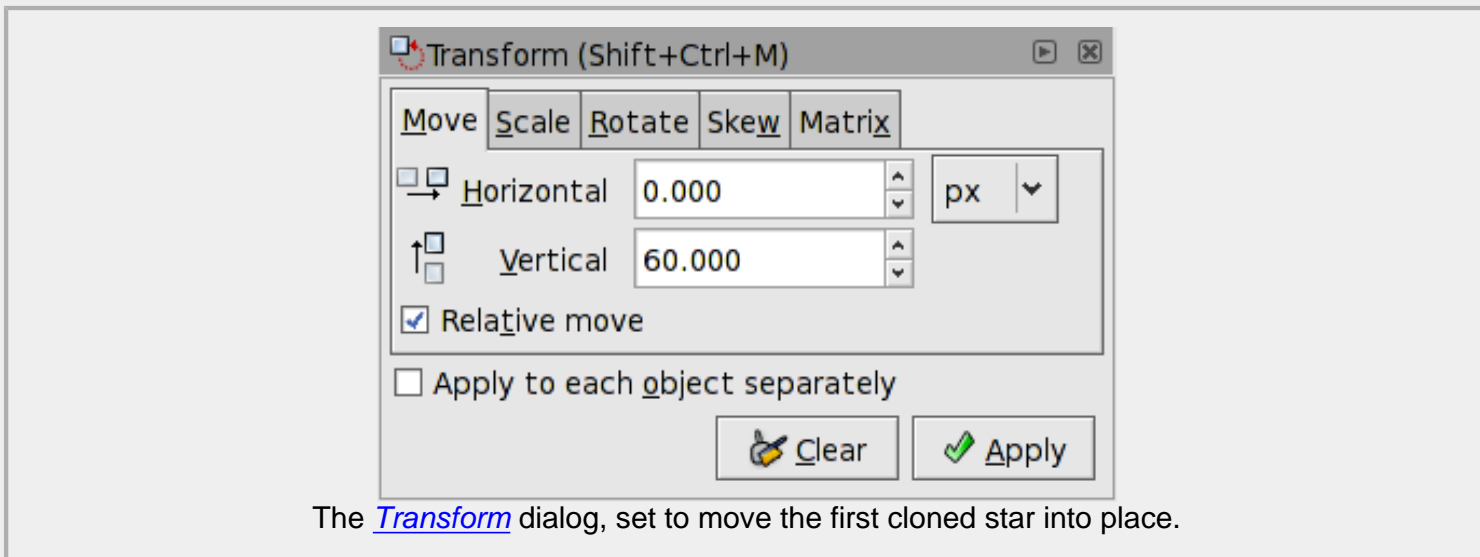 Transform (Shift+Ctrl+M)
Move Scale Rotate Skew Matrix
Horizontal 0.000 px
Vertical 60.000
Relative move
Apply to each object separately
Clear Apply
The Transform dialog, set to move the first cloned star into place.